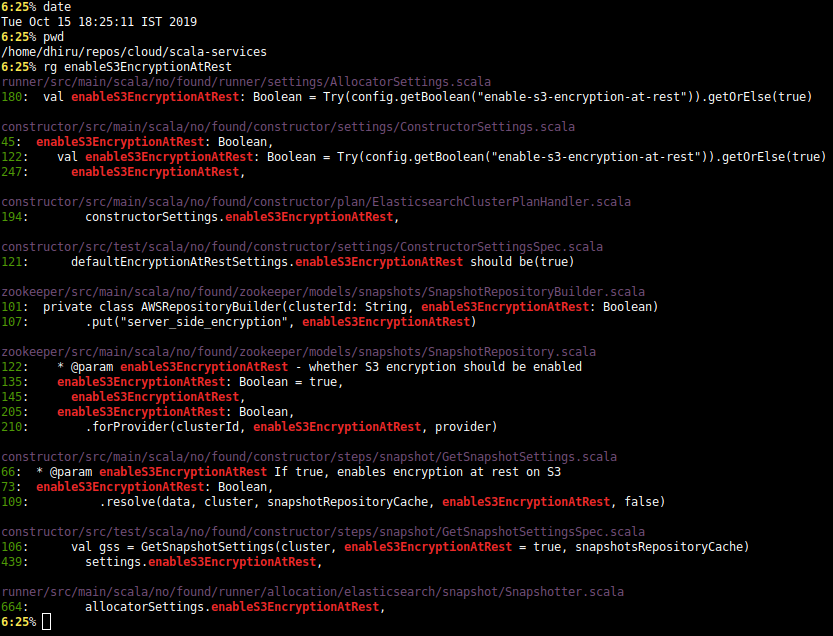 6:25% date
Tue Oct 15 18:25:11 IST 2019
6:25% pwd
/home/dhiru/repos/cloud/scala-services
6:25% rg enableS3EncryptionAtRest
runner/src/main/scala/no/found/runner/settings/AllocatorSettings.scala
180:  val enableS3EncryptionAtRest: Boolean = Try(config.getBoolean("enable-s3-encryption-at-rest")).getOrElse(true)

constructor/src/main/scala/no/found/constructor/settings/ConstructorSettings.scala
45:  enableS3EncryptionAtRest: Boolean,
122:    val enableS3EncryptionAtRest: Boolean = Try(config.getBoolean("enable-s3-encryption-at-rest")).getOrElse(true)
247:      enableS3EncryptionAtRest,

constructor/src/main/scala/no/found/constructor/plan/ElasticsearchClusterPlanHandler.scala
194:        constructorSettings.enableS3EncryptionAtRest,

constructor/src/test/scala/no/found/constructor/settings/ConstructorSettingsSpec.scala
121:      defaultEncryptionAtRestSettings.enableS3EncryptionAtRest should be(true)

zookeeper/src/main/scala/no/found/zookeeper/models/snapshots/SnapshotRepositoryBuilder.scala
101:  private class AWSRepositoryBuilder(clusterId: String, enableS3EncryptionAtRest: Boolean)
107:        .put("server_side_encryption", enableS3EncryptionAtRest)

zookeeper/src/main/scala/no/found/zookeeper/models/snapshots/SnapshotRepository.scala
122:    * @param enableS3EncryptionAtRest - whether S3 encryption should be enabled
135:    enableS3EncryptionAtRest: Boolean = true,
145:      enableS3EncryptionAtRest,
205:    enableS3EncryptionAtRest: Boolean,
210:        .forProvider(clusterId, enableS3EncryptionAtRest, provider)

constructor/src/main/scala/no/found/constructor/steps/snapshot/GetSnapshotSettings.scala
66:  * @param enableS3EncryptionAtRest If true, enables encryption at rest on S3
73:  enableS3EncryptionAtRest: Boolean,
109:          .resolve(data, cluster, snapshotRepositoryCache, enableS3EncryptionAtRest, false)

constructor/src/test/scala/no/found/constructor/steps/snapshot/GetSnapshotSettingsSpec.scala
106:      val gss = GetSnapshotSettings(cluster, enableS3EncryptionAtRest = true, snapshotsRepositoryCache)
439:        settings.enableS3EncryptionAtRest,

runner/src/main/scala/no/found/runner/allocation/elasticsearch/snapshot/Snapshotter.scala
664:        allocatorSettings.enableS3EncryptionAtRest,
6:25%